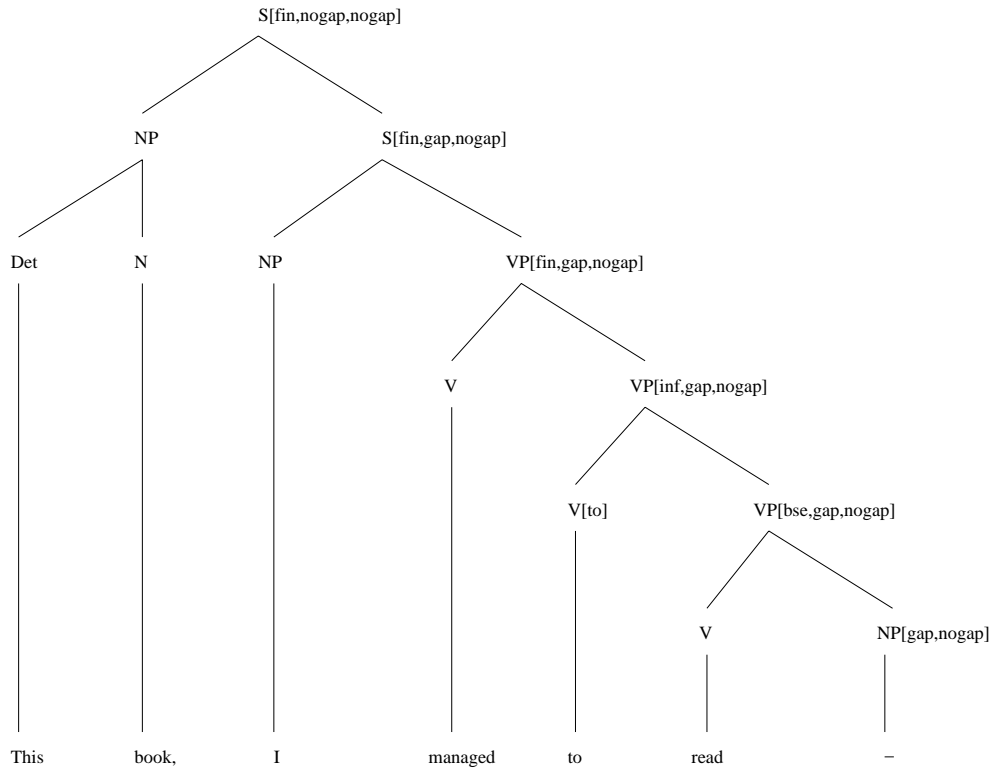 S[fin,nogap,nogap]
NP S[fin,gap,nogap]
Det N NP VP[fin,gap,nogap]
V VP[inf,gap,nogap]
V[to] VP[bse,gap,nogap]
V NP[gap,nogap]
This book, I managed to read –